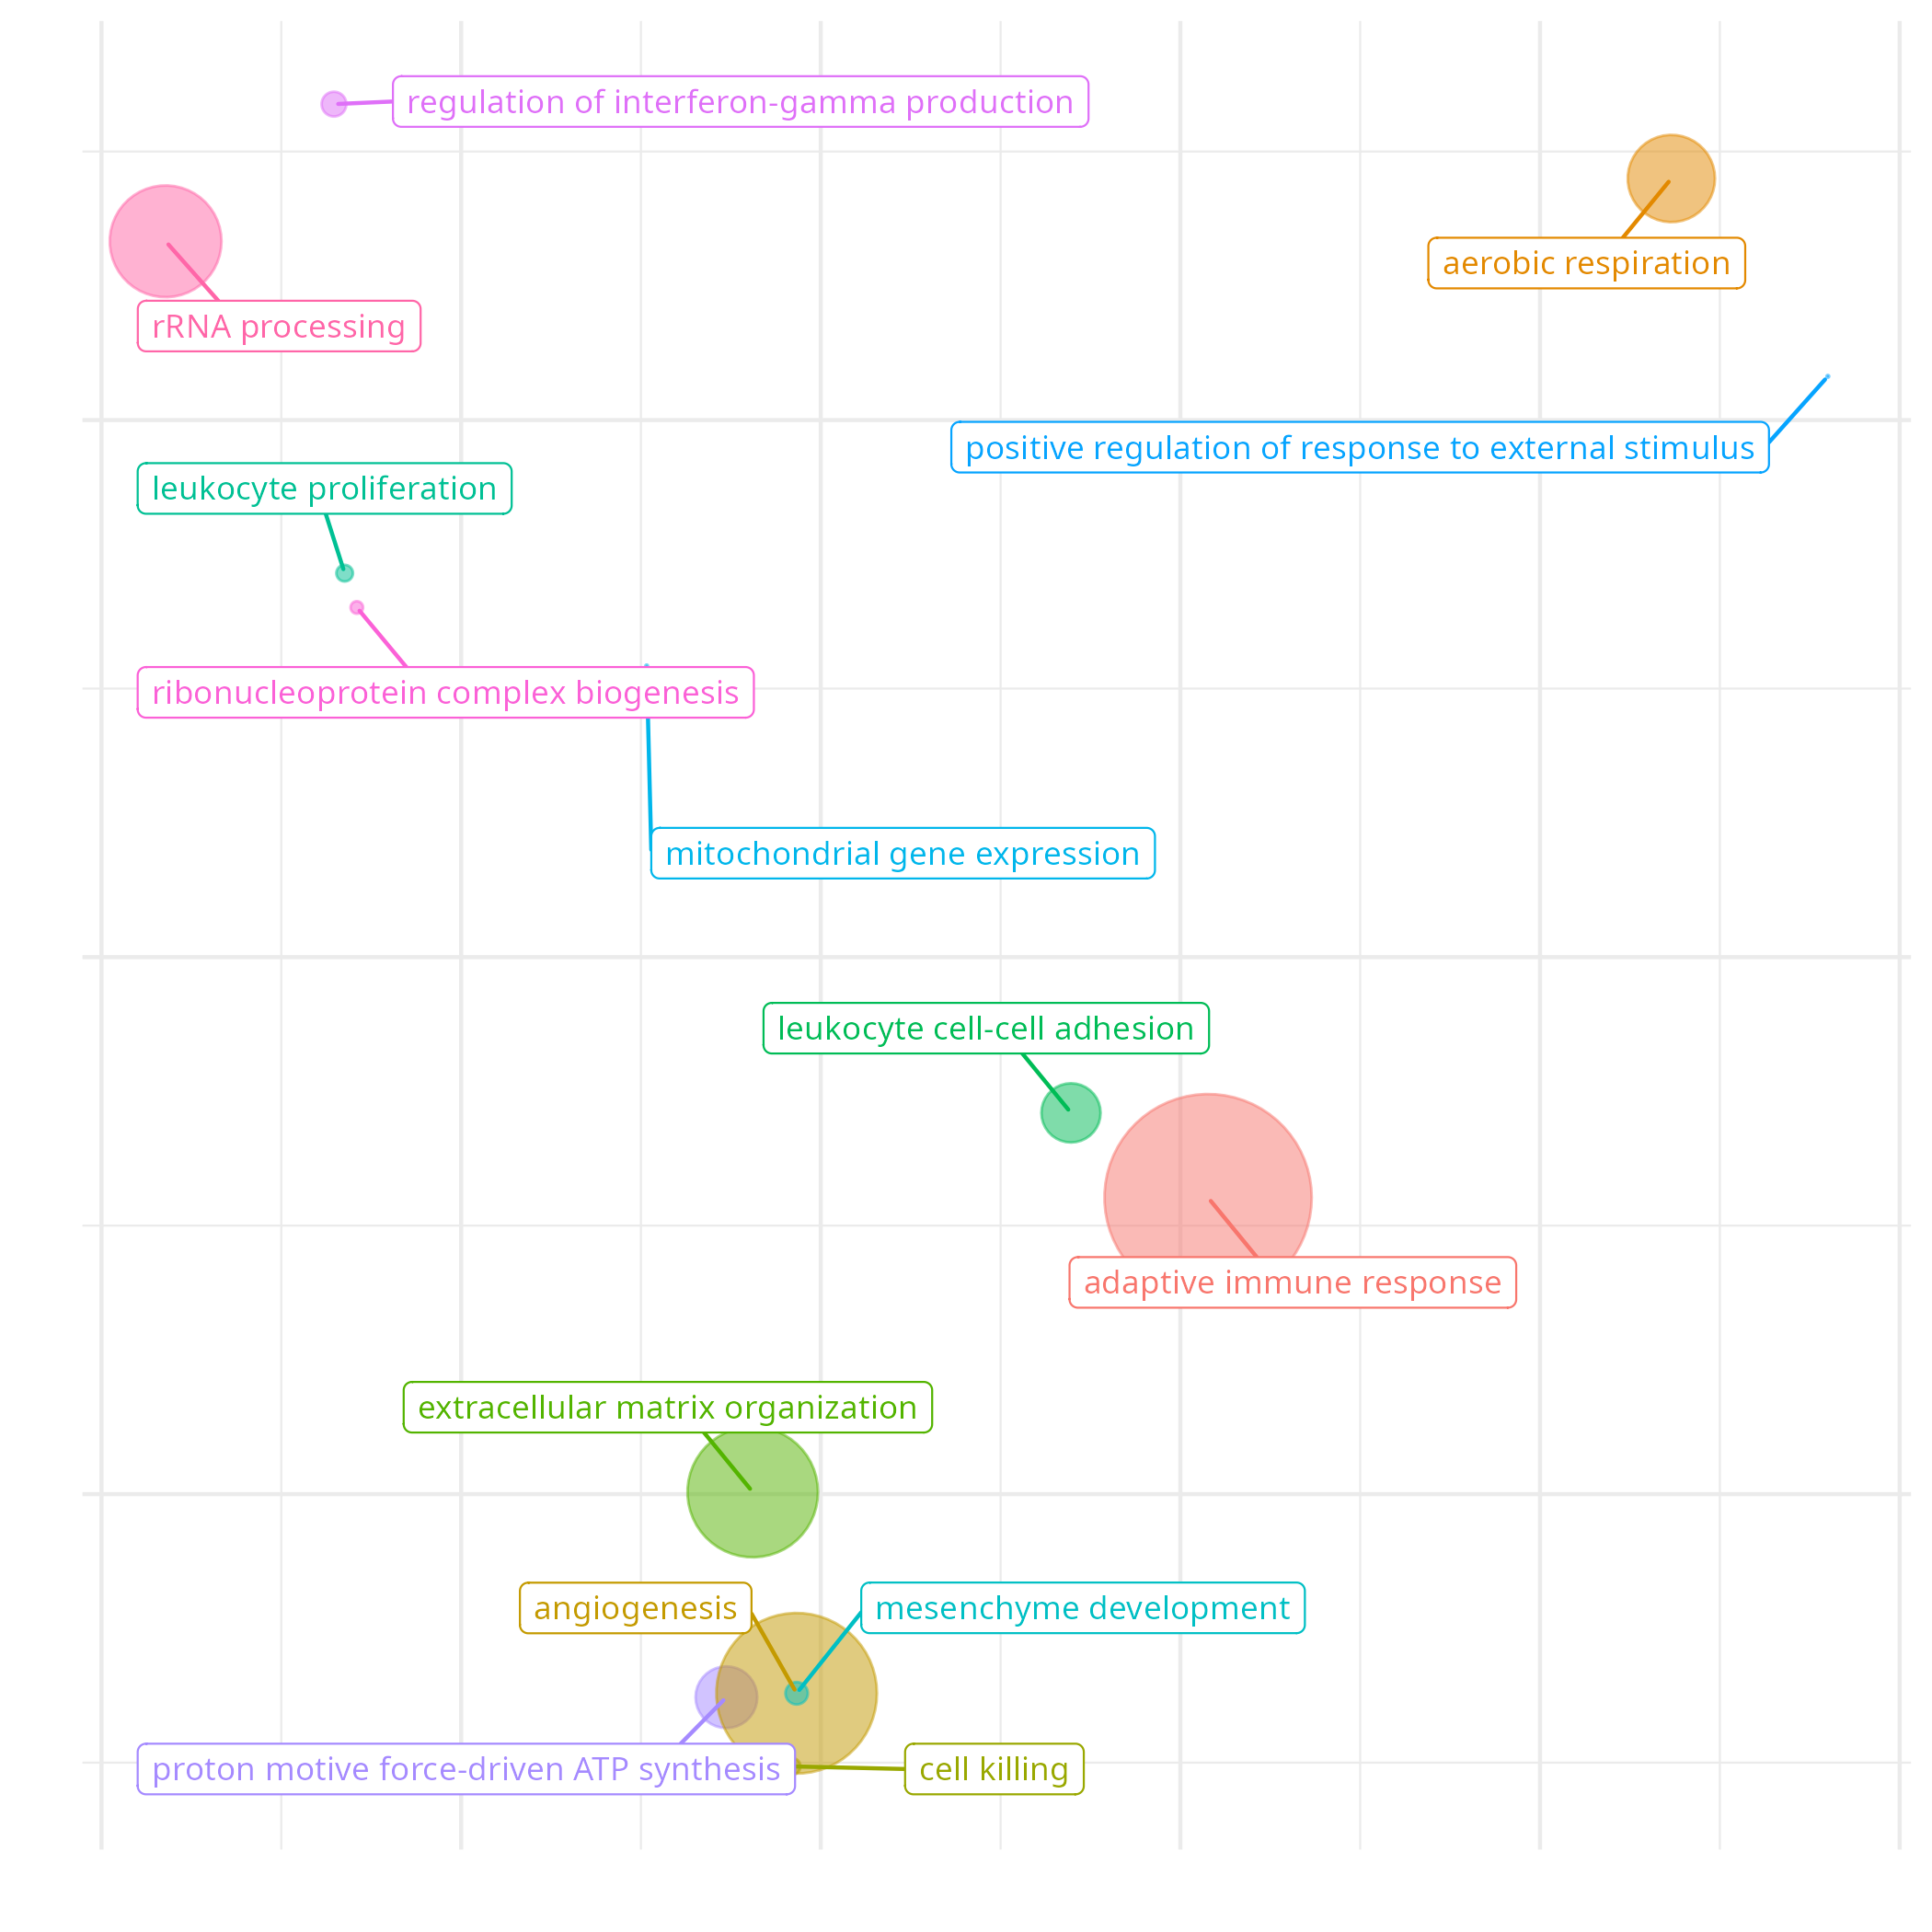 regulation of interferon-gamma production
aerobic respiration
rRNA processing
positive regulation of response to external stimulus
leukocyte proliferation
ribonucleoprotein complex biogenesis
mitochondrial gene expression
leukocyte cell-cell adhesion
adaptive immune response
extracellular matrix organization
angiogenesis
mesenchyme development
proton motive force-driven ATP synthesis
cell killing